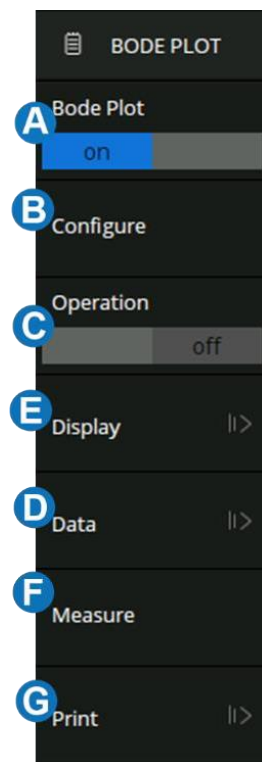 BODE PLOT
A
Bode Plot
on
B
Configure
Operation
C
off
E
Display
D
Data
F
Measure
G
Print